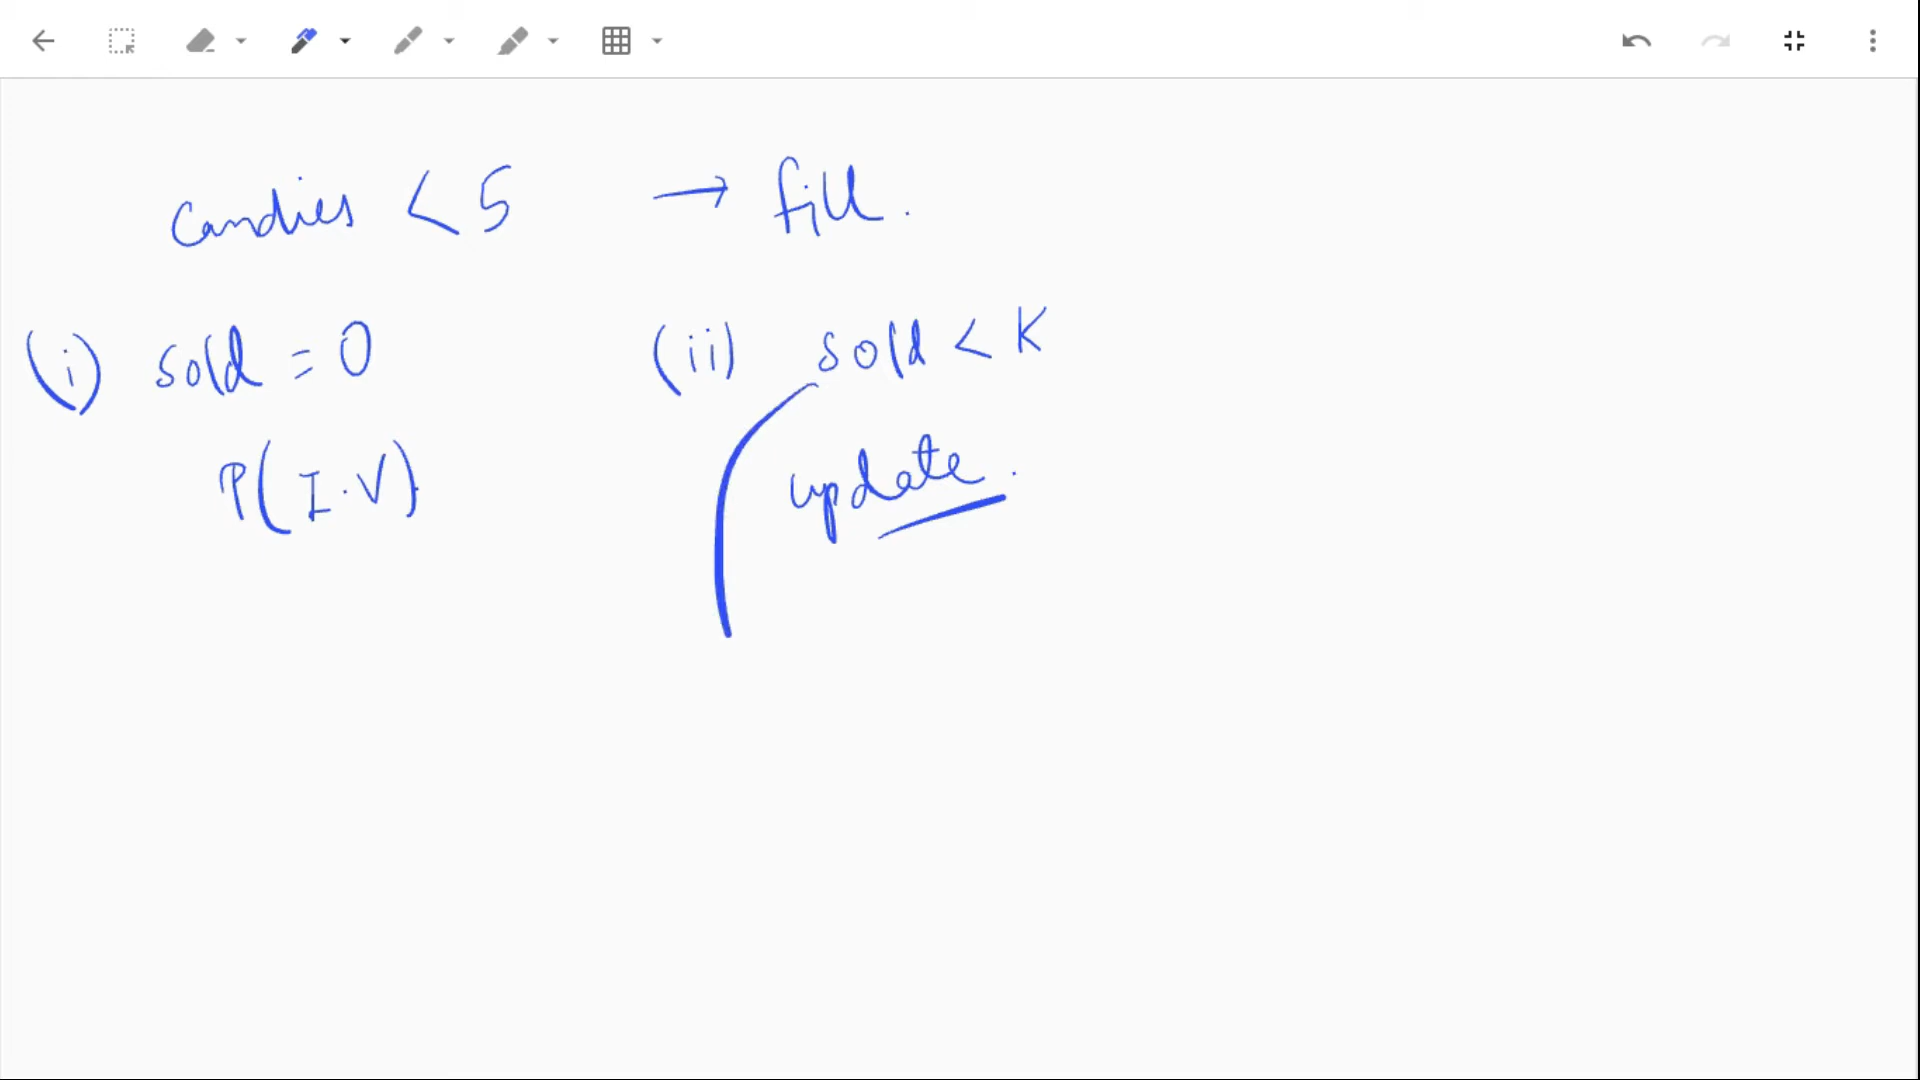 candies < 5 → fill.
(i) sold = 0 (ii) sold < K
P(I.V) update.